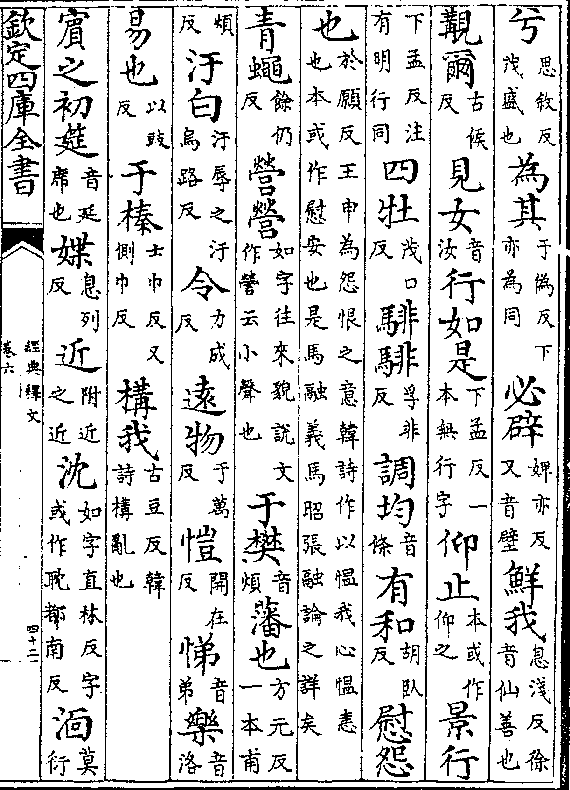 兮思敘反茂盛也為其于偽反下亦為同必辟婢亦反又音璧鮮我息淺反徐音仙善也
覯爾古候反見女音汝行如是下孟反一本無行字仰止本或作仰之景行
下孟反注有明行同四牡茂口反騑騑孚非反調均音條有和胡臥反慰怨
也於願反王申為怨恨之意韓詩作以愠我心愠恚也本或作慰安也是馬融義馬昭張融論之詳矣
青蠅餘仍反營營如字往來貌說文作䁝云小聲也于樊音煩藩也方元反一本甫
煩反汙白汙辱之汙烏路反令力成反遠物于萬反愷開在反悌音弟樂音洛
易也以豉反于榛士巾反又側巾反構我古豆反韓詩構亂也
賓之初筵音延席也媟息列反近附近之近沈如字直林反字或作耽都南反湎莫衍
欽定四庫全書
經典釋文
卷六
四十二